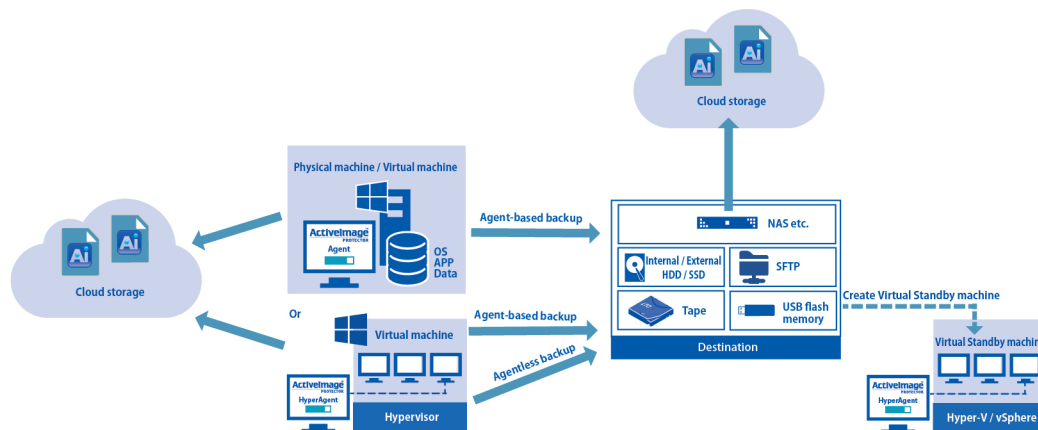 Ai
Ai
Cloud storage
Physical machine / Virtual machine
ActiveImage
PROTECTOR
Agent
OS
APP
Data
Agent-based backup
NAS etc.
Internal / External
HDD / SSD
SFTP
Tape
USB flash
memory
Destination
Ai
Ai
Cloud storage
Or
Virtual machine
Agent-based backup
Agentless backup
ActiveImage
PROTECTOR
HyperAgent
Hypervisor
Create Virtual Standby machine
Virtual Standby machin
ActiveImage
PROTECTOR
HyperAgent
Hyper-V / vSphere